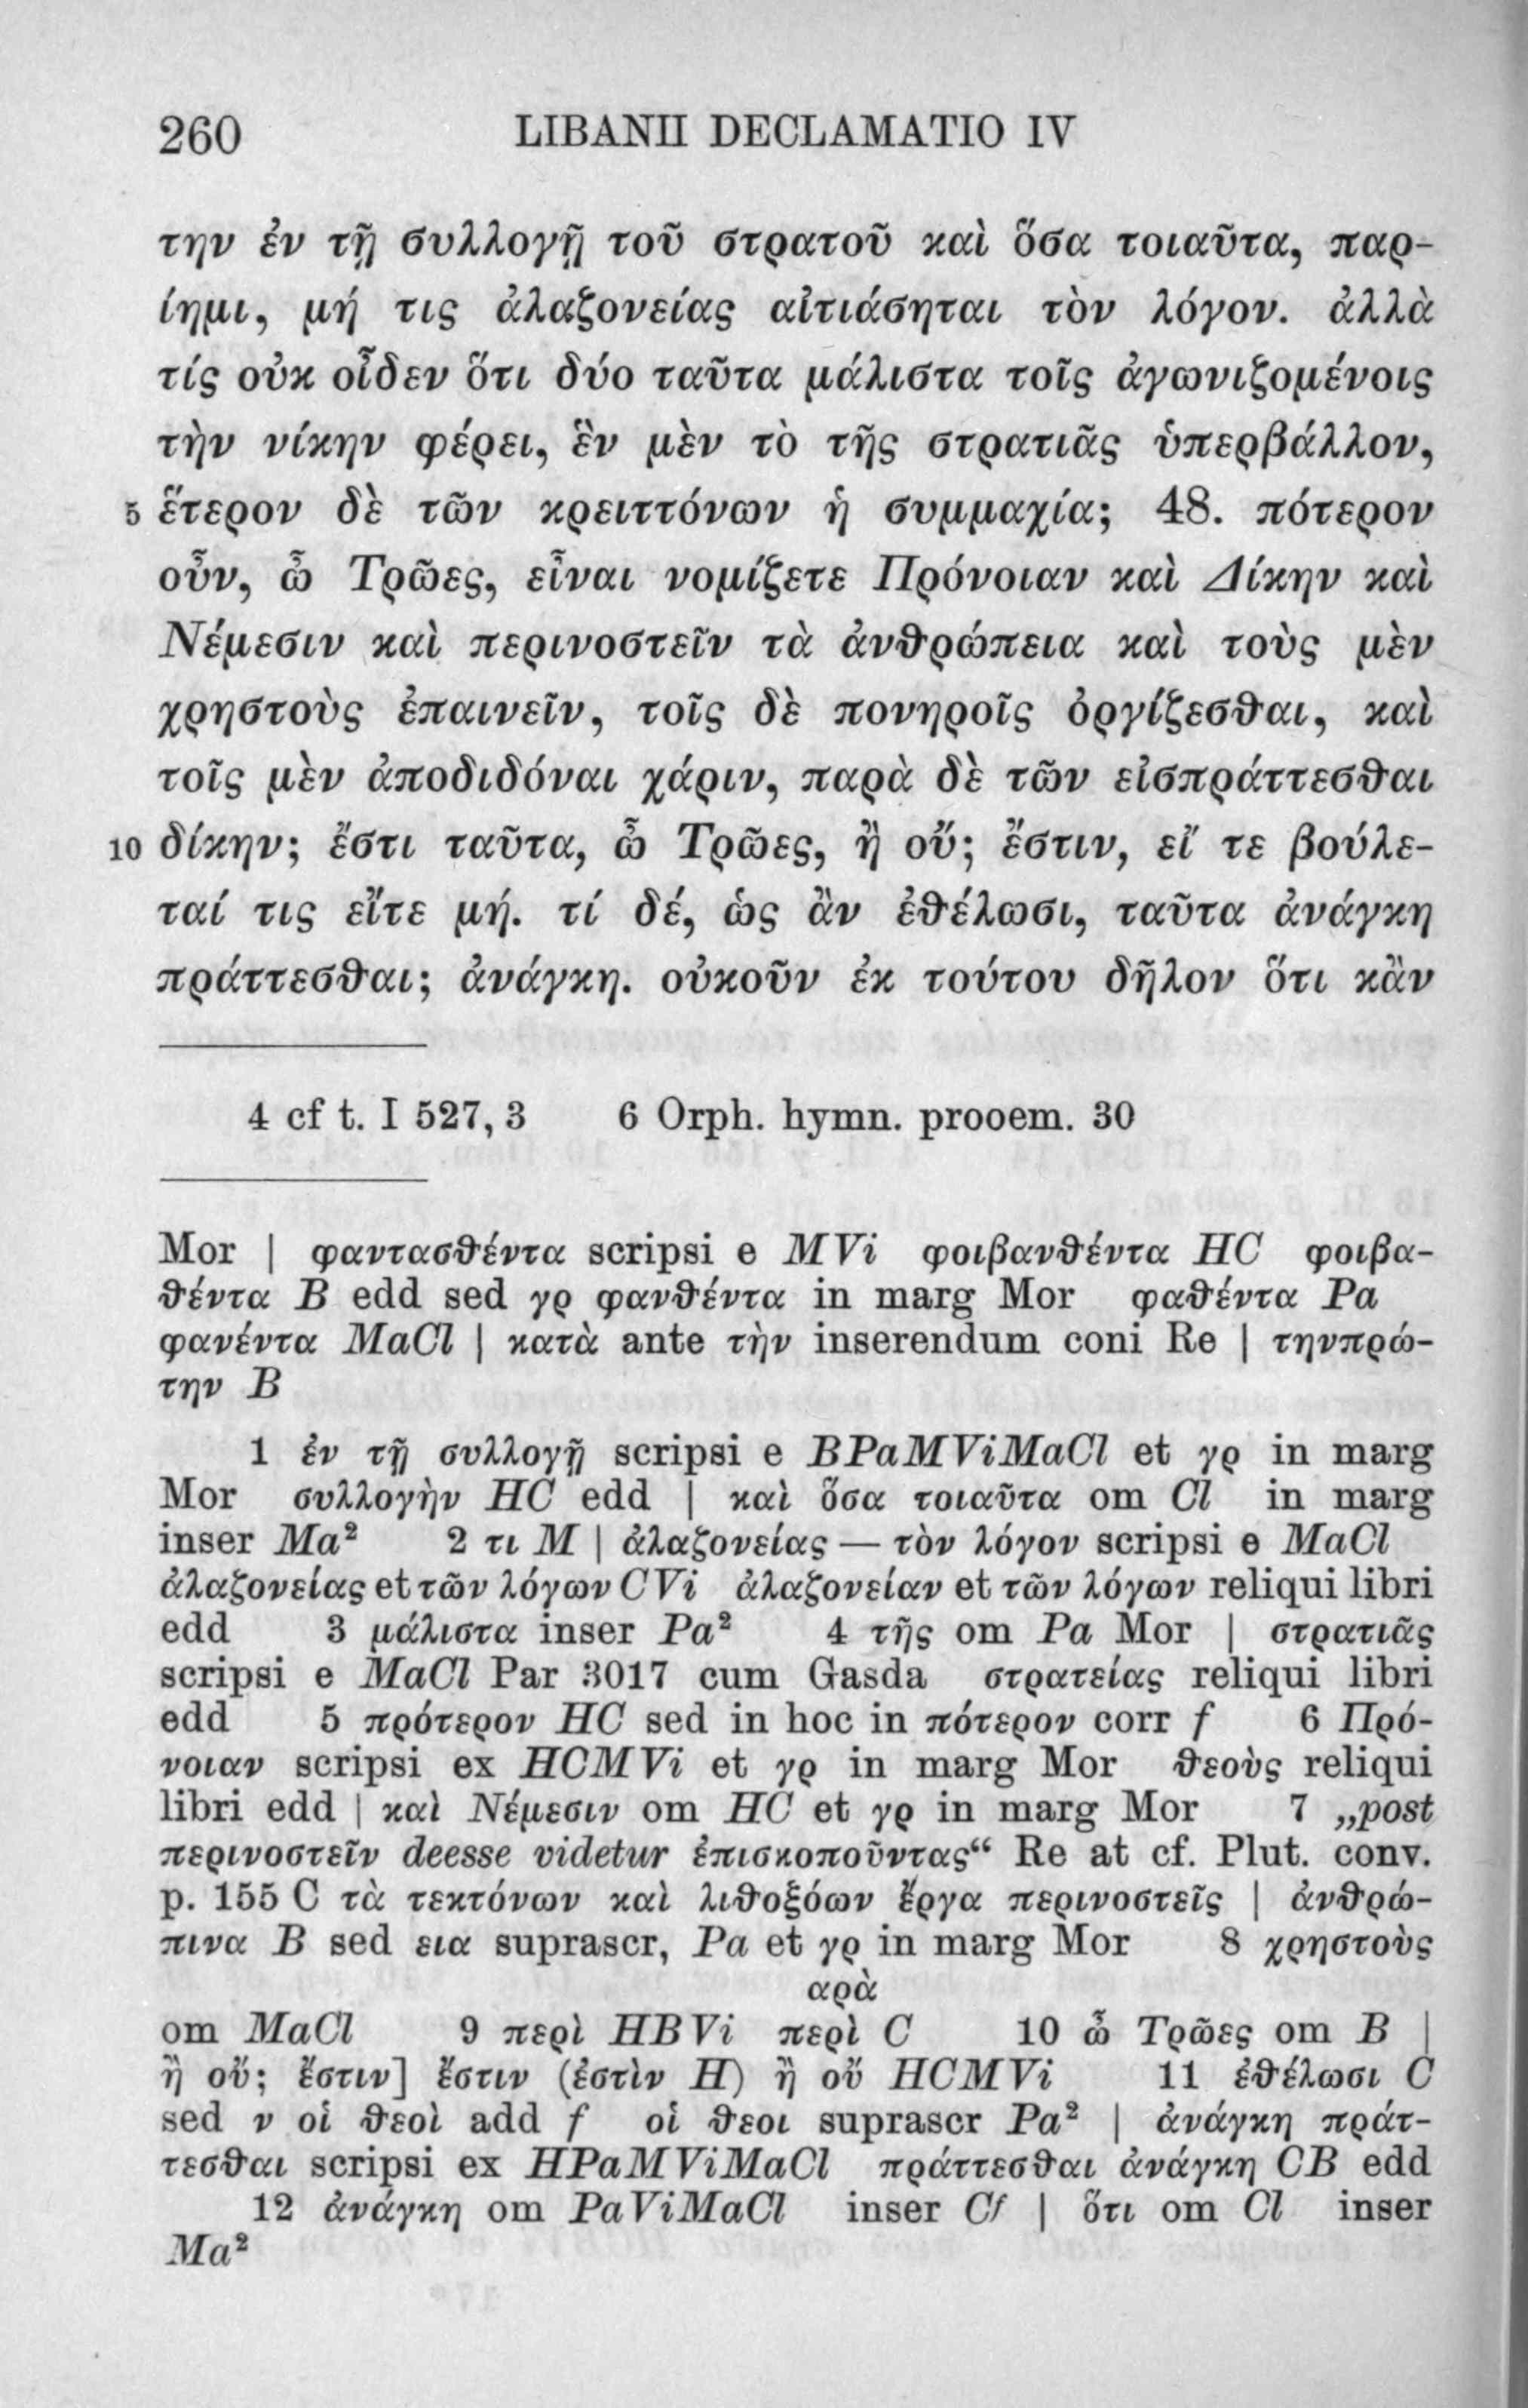 260 LIBANII DECLAMATIO IV
την ἐν τῇ συλλογῇ τοῦ στρατοῦ καὶ ὅσα τοιαῦτα, παρ-
ίημι, μή τις ἀλαζονείας αἰτιάσηται τὸν λόγον. ἀλλὰ
τίς οὐκ οἶδεν ὅτι δύο ταῦτα μάλιστα τοῖς ἀγωνιζομένοις
τὴν νίκην φέρει, ἓν μὲν τὸ τῆς στρατιᾶς ὑπερβάλλον,
5 ἕτερον δὲ τῶν κρειττόνων ἡ συμμαχία; 48. πότερον
οὖν, ὦ Τρῶες, εἶναι νομίζετε Πρόνοιαν καὶ Δίκην καὶ
Νέμεσιν καὶ περινοστεῖν τὰ ἀνθρώπεια καὶ τοὺς μὲν
χρηστοὺς ἐπαινεῖν, τοῖς δὲ πονηροῖς ὀργίζεσθαι, καὶ
τοῖς μὲν ἀποδιδόναι χάριν, παρὰ δὲ τῶν εἰσπράττεσθαι
10 δίκην; ἔστι ταῦτα, ὦ Τρῶες, ἢ οὔ; ἔστιν, εἴ τε βούλε-
ταί τις εἴτε μή. τί δέ, ὡς ἂν ἐθέλωσι, ταῦτα ἀνάγκη
πράττεσθαι; ἀνάγκη. οὐκοῦν ἐκ τούτου δῆλον ὅτι κἂν
4 cf t. I 527, 3 6 Orph. hymn. prooem. 30
Mor | φαντασθέντα scripsi e MVi φοιβανθέντα HC φοιβα-
θέντα B edd sed γρ φανθέντα in marg Mor φαθέντα Pa
φανέντα MaCl | κατὰ ante τὴν inserendum coni Re | τηνπρώ-
την B
1 ἐν τῇ συλλογῇ scripsi e BPaMViMaCl et γρ in marg
Mor συλλογὴν HC edd | καὶ ὅσα τοιαῦτα om Cl in marg
inser Ma² 2 τι M | ἀλαζονείας — τὸν λόγον scripsi e MaCl
ἀλαζονείας et τῶν λόγων CVi ἀλαζονείαν et τῶν λόγων reliqui libri
edd 3 μάλιστα inser Pa² 4 τῆς om Pa Mor | στρατιᾶς
scripsi e MaCl Par 3017 cum Gasda στρατείας reliqui libri
edd 5 πρότερον HC sed in hoc in πότερον corr f 6 Πρό-
νοιαν scripsi ex HCMVi et γρ in marg Mor θεοὺς reliqui
libri edd | καὶ Νέμεσιν om HC et γρ in marg Mor 7 „post
περινοστεῖν deesse videtur ἐπισκοποῦντας“ Re at cf. Plut. conv.
p. 155 C τὰ τεκτόνων καὶ λιθοξόων ἔργα περινοστεῖς | ἀνθρώ-
πινα B sed εια suprascr, Pa et γρ in marg Mor 8 χρηστοὺς
αρὰ
om MaCl 9 περὶ HBVi περὶ C 10 ὦ Τρῶες om B |
ἢ οὔ; ἔστιν] ἔστιν (ἐστὶν H) ἢ οὔ HCMVi 11 ἐθέλωσι C
sed ν οἱ θεοὶ add f οἱ θεοι suprascr Pa² | ἀνάγκη πράτ-
τεσθαι scripsi ex HPaMViMaCl πράττεσθαι ἀνάγκη CB edd
12 ἀνάγκη om PaViMaCl inser Cf | ὅτι om Cl inser
Ma²